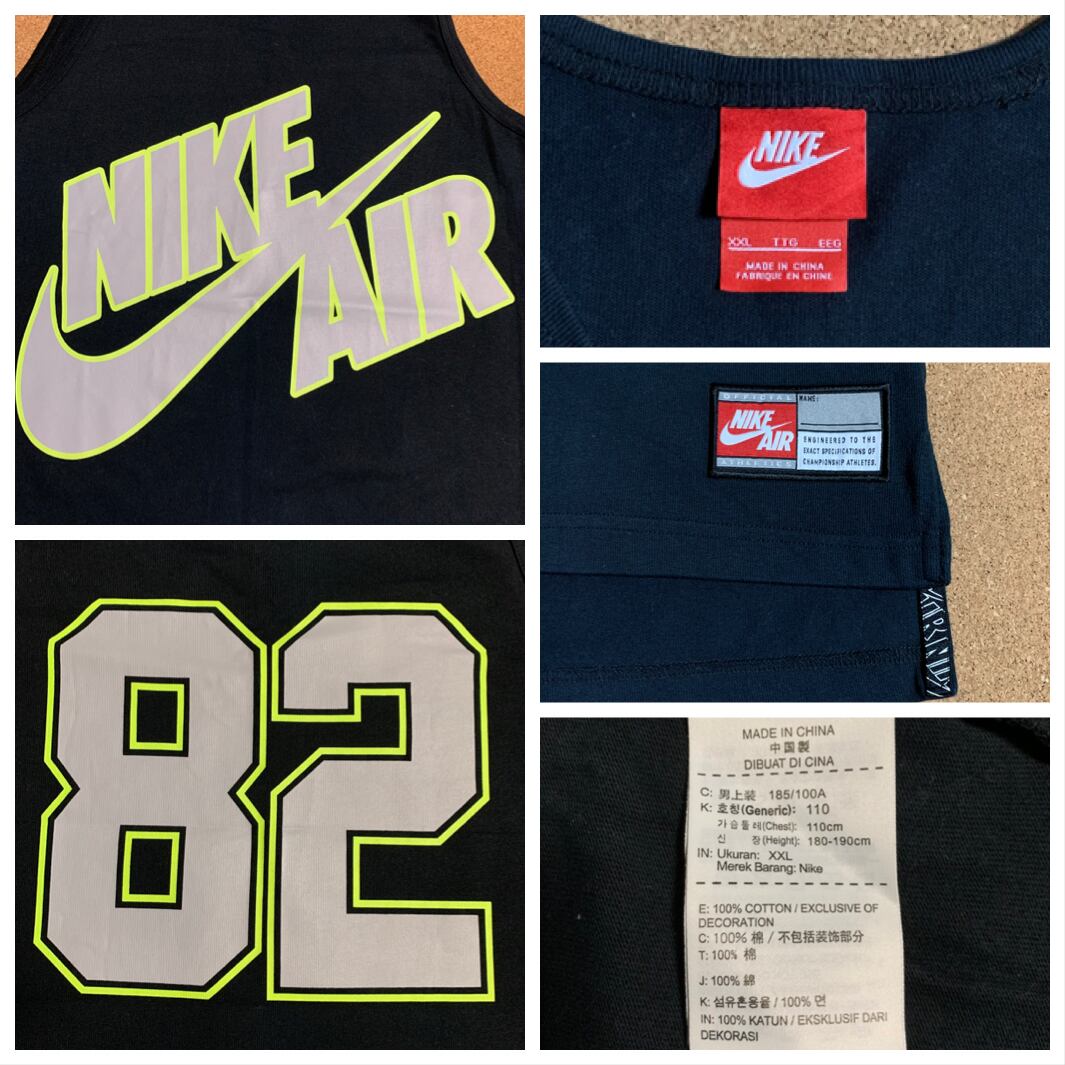 NIKE
AIR
82
NIKE
XXL TTG EEG
MADE IN CHINA
FABRIQUE EN CHINE
OFFICIAL
NIKE
AIR
ATHLETICS
NAME:
ENGINEERED TO THE
EXACT SPECIFICATIONS OF
CHAMPIONSHIP ATHLETES.
MADE IN CHINA
中国製
DIBUAT DI CINA
C: 男上装 185/100A
K: 호칭(Generic): 110
가슴둘레(Chest): 110cm
신 장(Height): 180-190cm
IN: Ukuran: XXL
Merek Barang: Nike
E: 100% COTTON / EXCLUSIVE OF
DECORATION
C: 100% 棉 / 不包括装饰部分
T: 100% 棉
J: 100% 綿
K: 섬유혼용율 / 100% 면
IN: 100% KATUN / EKSKLUSIF DARI
DEKORASI